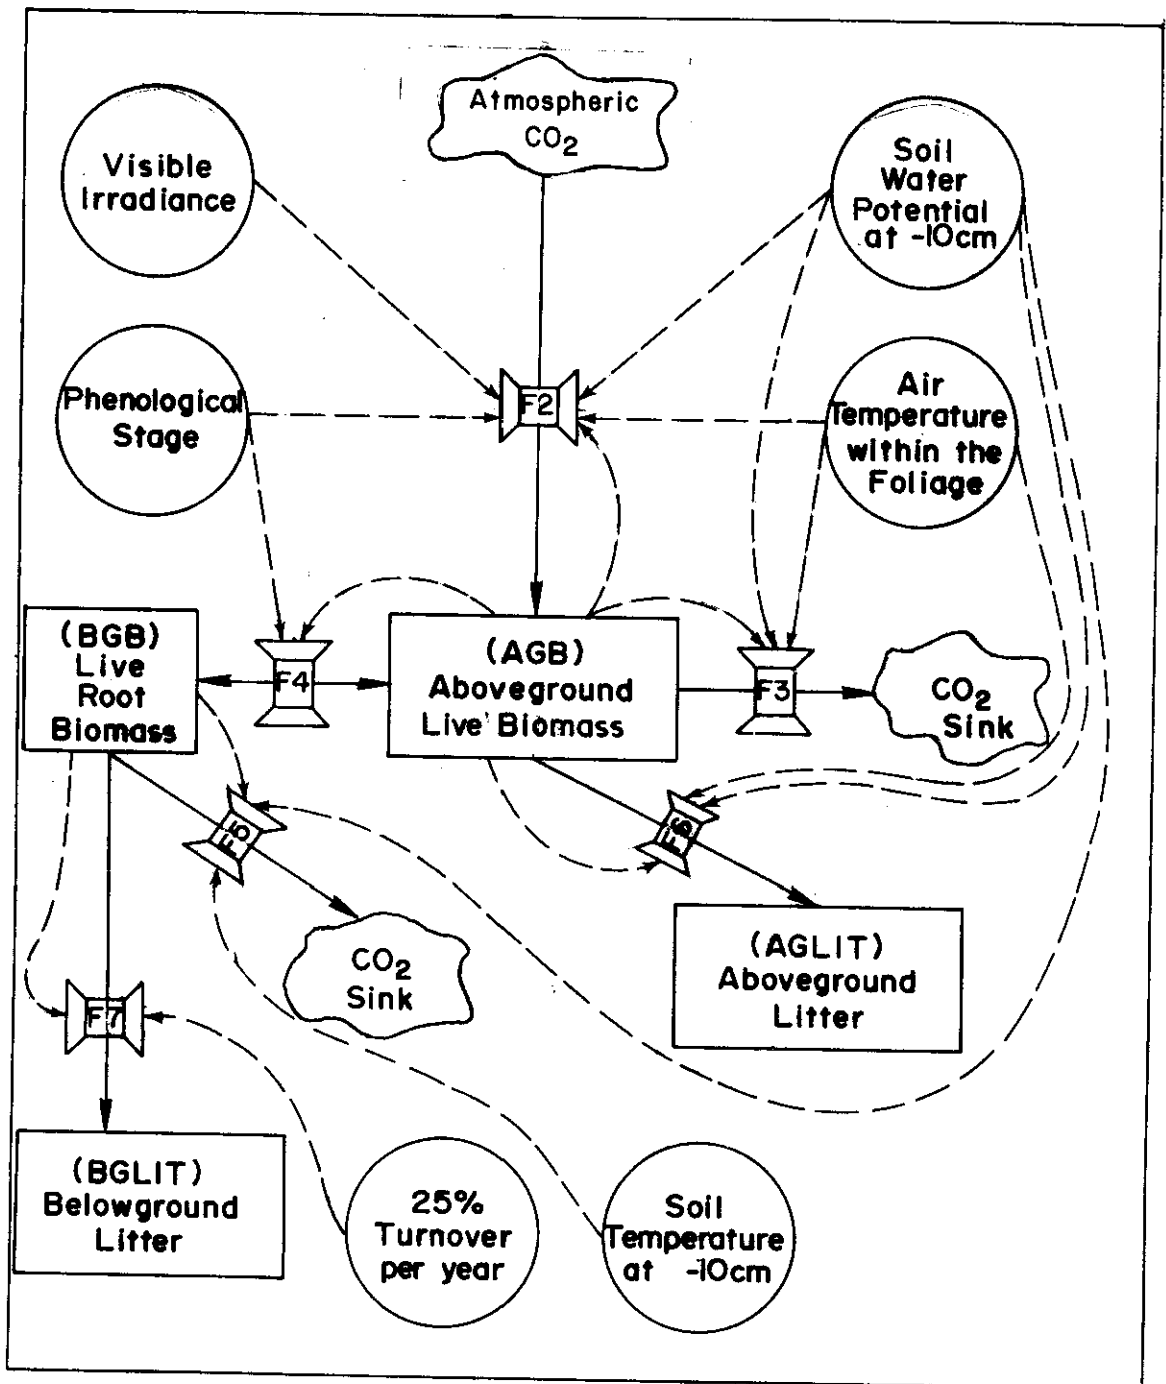 Atmospheric
CO2
Visible
Irradiance
Soil
Water
Potential
at -10cm
Phenological
Stage
F2
Air
Temperature
within the
Foliage
(BGB)
Live
Root
Biomass
F4
(AGB)
Aboveground
Live Biomass
F3
CO2
Sink
F5
F6
CO2
Sink
(AGLIT)
Aboveground
Litter
F7
(BGLIT)
Belowground
Litter
25%
Turnover
per year
Soil
Temperature
at -10cm